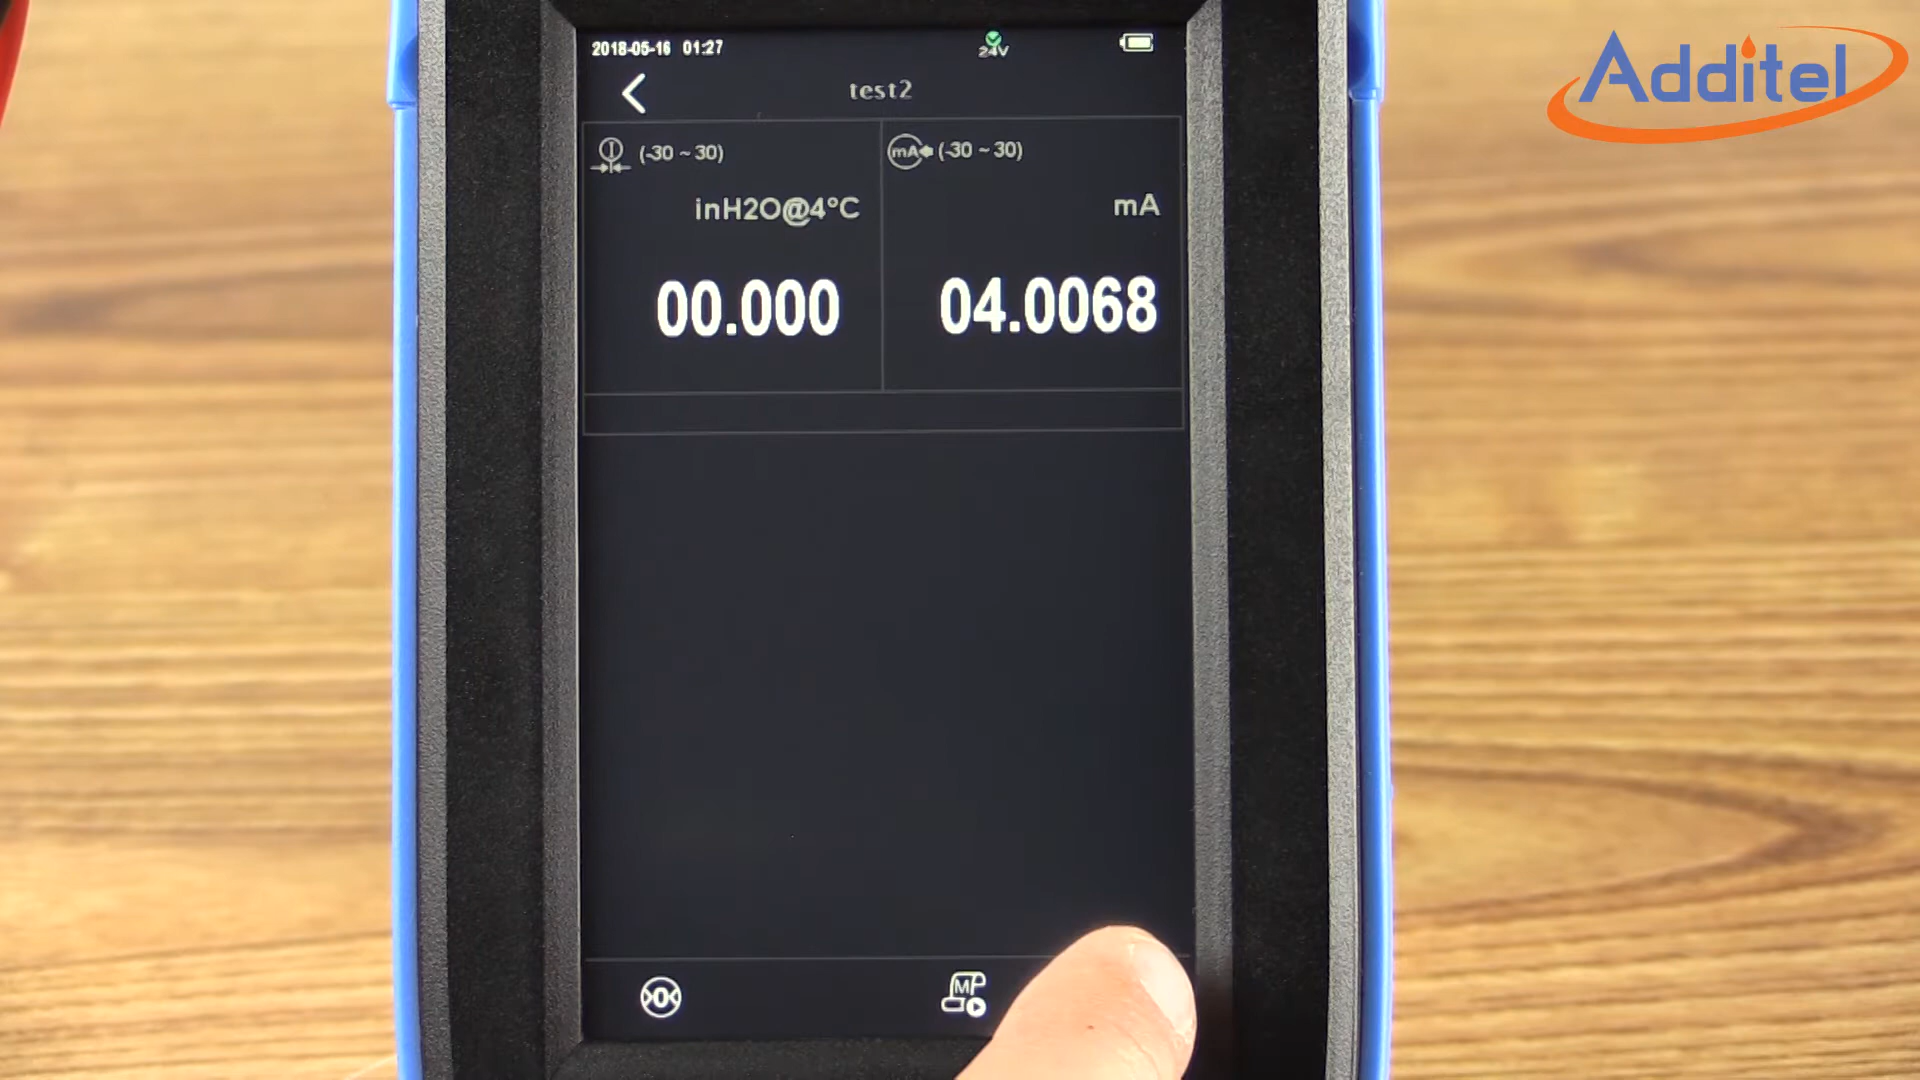 2018-05-16 01:27
24V
test2
(-30 ~ 30)
mA (-30 ~ 30)
inH2O@4°C
mA
00.000
04.0068
>0<
MP
Additel